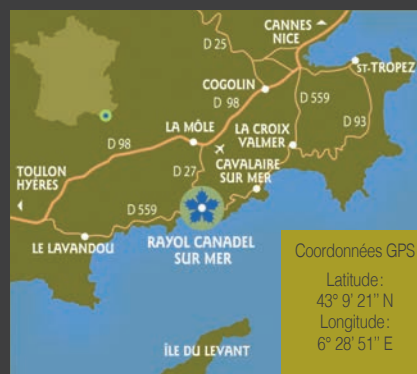 CANNES
NICE
D 25
ST-TROPEZ
COGOLIN
D 98
D 559
D 93
LA MÔLE
LA CROIX
VALMER
D 98
CAVALAIRE
SUR MER
TOULON
HYÈRES
D 27
D 559
LE LAVANDOU
RAYOL CANADEL
SUR MER
Coordonnées GPS
Latitude :
43° 9' 21" N
Longitude :
6° 28' 51" E
ÎLE DU LEVANT